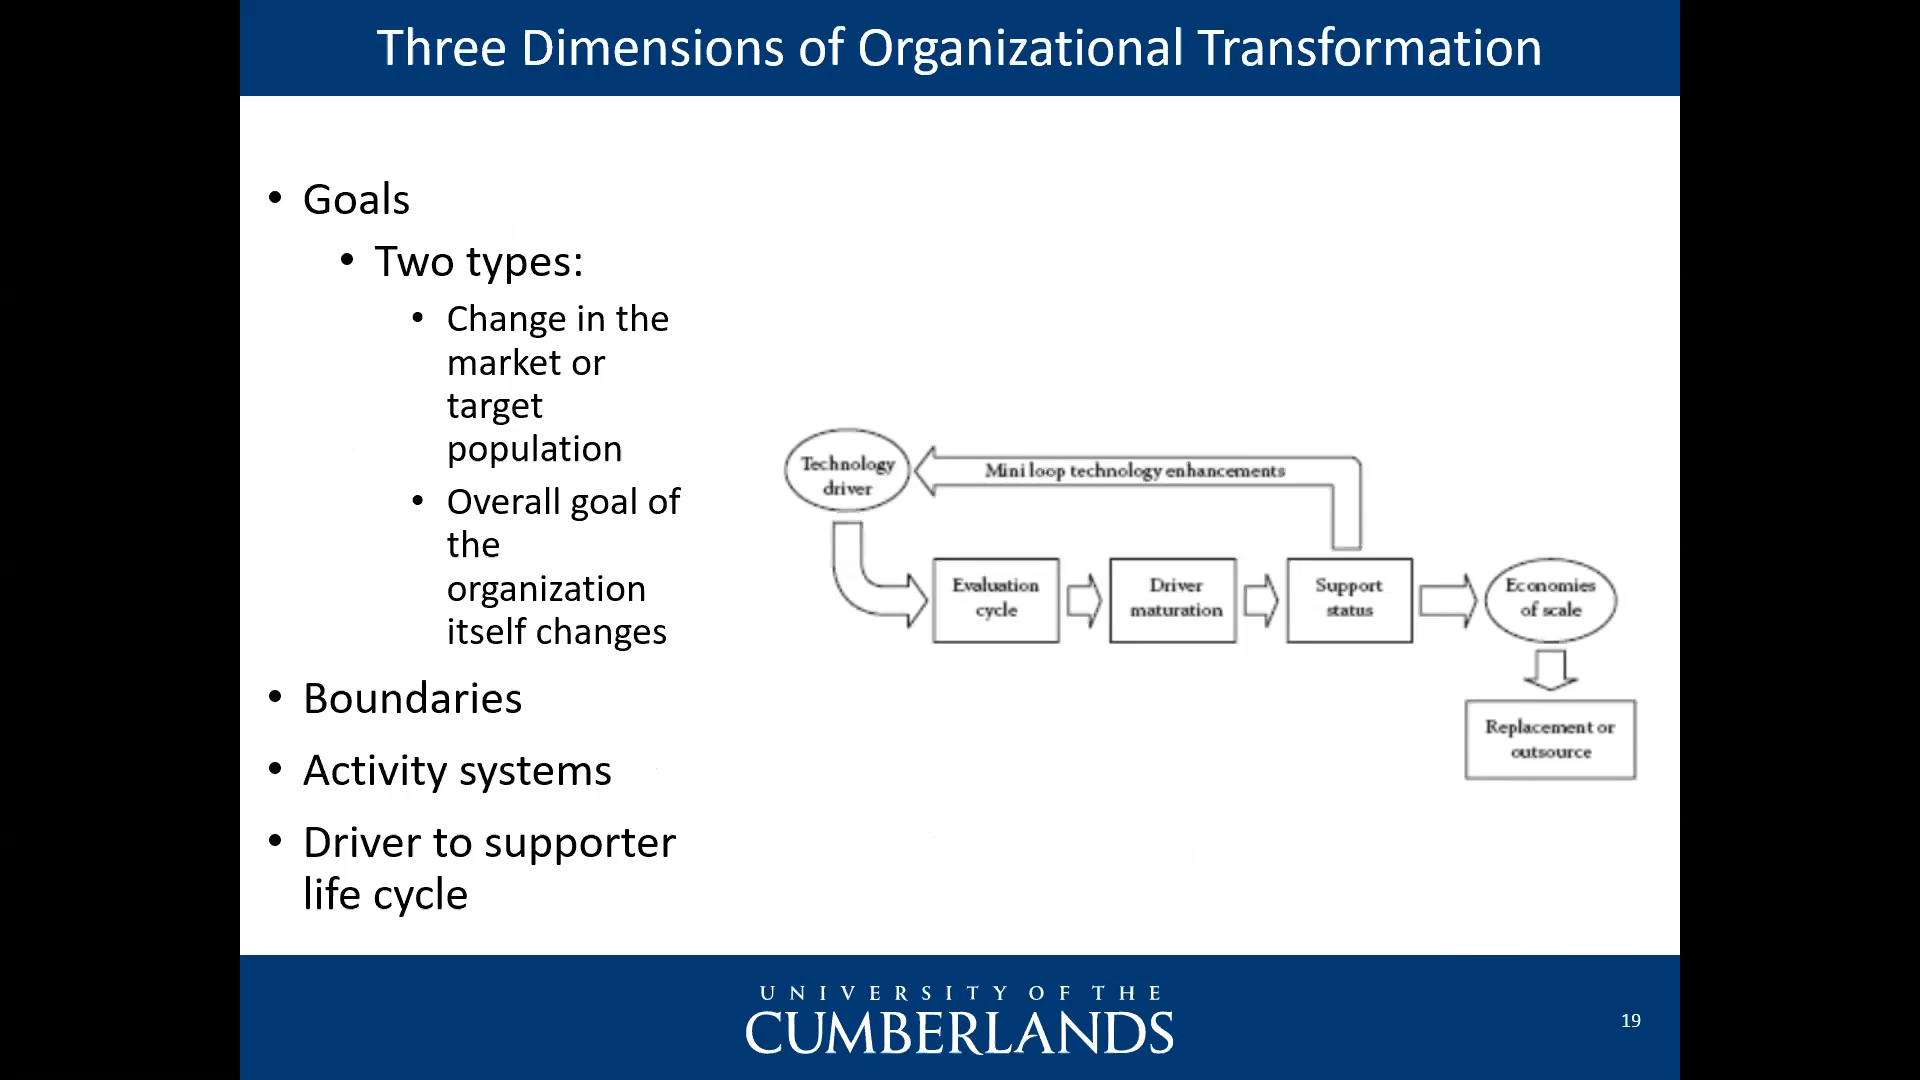 Three Dimensions of Organizational Transformation
• Goals
• Two types:
• Change in the
market or
target
population
• Overall goal of
the
organization
itself changes
• Boundaries
• Activity systems
• Driver to supporter
life cycle
Technology
driver
Mini loop technology enhancements
Evaluation
cycle
Driver
maturation
Support
status
Economies
of scale
Replacement or
outsource
UNIVERSITY OF THE
CUMBERLANDS
19